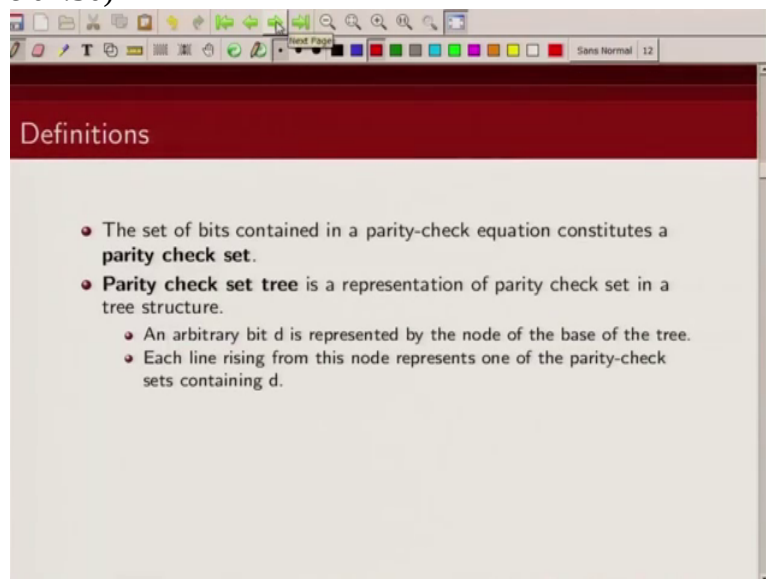 Next Page
Sans Normal 12
Definitions
The set of bits contained in a parity-check equation constitutes a
parity check set.
Parity check set tree is a representation of parity check set in a
tree structure.
An arbitrary bit d is represented by the node of the base of the tree.
Each line rising from this node represents one of the parity-check
sets containing d.